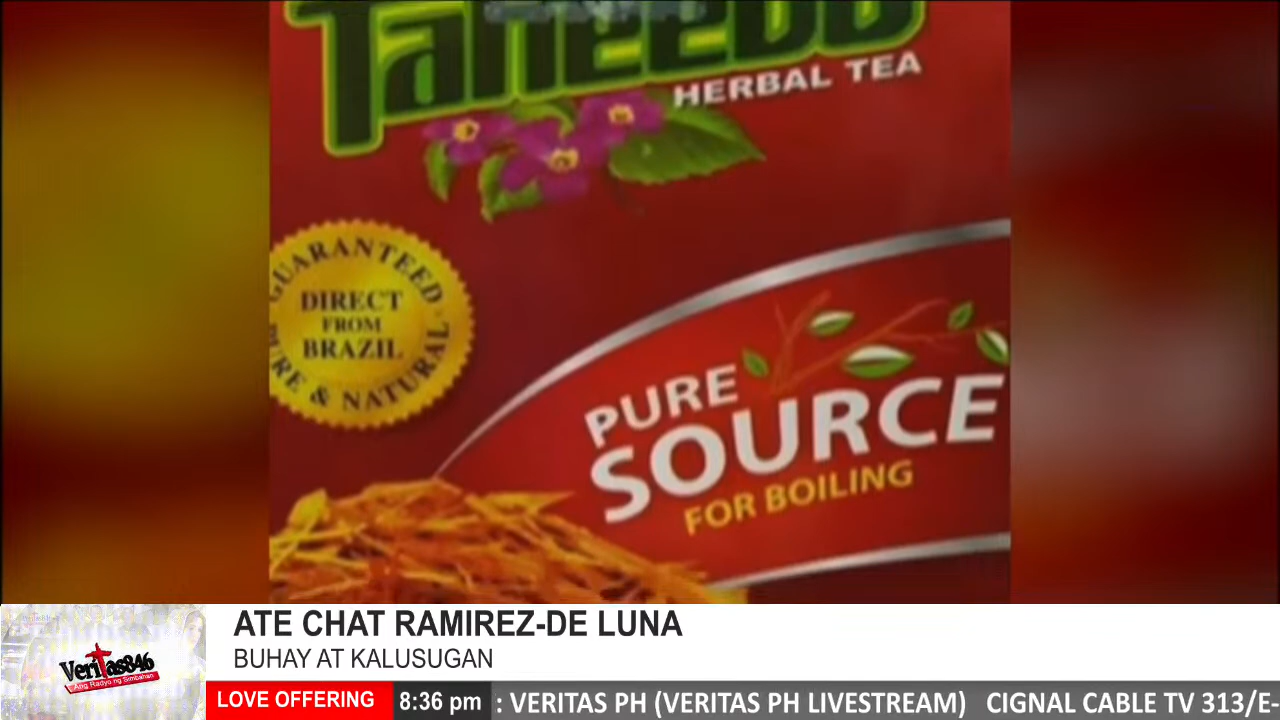 Taheebo
HERBAL TEA
GUARANTEED
DIRECT
FROM
BRAZIL
PURE & NATURAL
PURE
SOURCE
FOR BOILING
ATE CHAT RAMIREZ-DE LUNA
BUHAY AT KALUSUGAN
Veritas846
Ang Radyo ng Simbahan
LOVE OFFERING
8:36 pm
: VERITAS PH (VERITAS PH LIVESTREAM) CIGNAL CABLE TV 313/E-